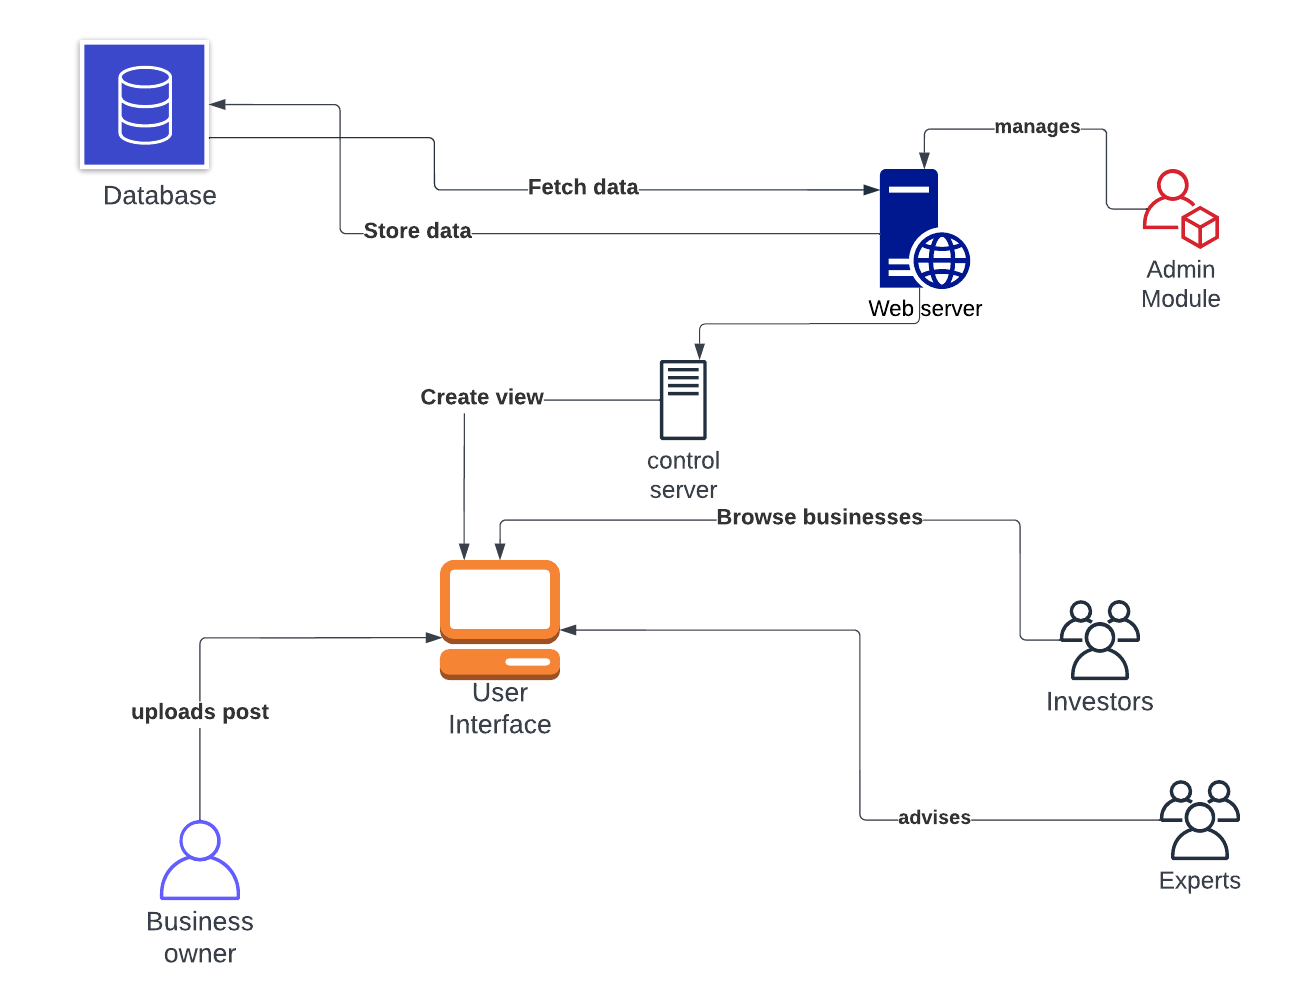 manages
Database
Fetch data
Store data
Admin
Module
Web server
Create view
control
server
Browse businesses
User
Interface
Investors
uploads post
advises
Experts
Business
owner